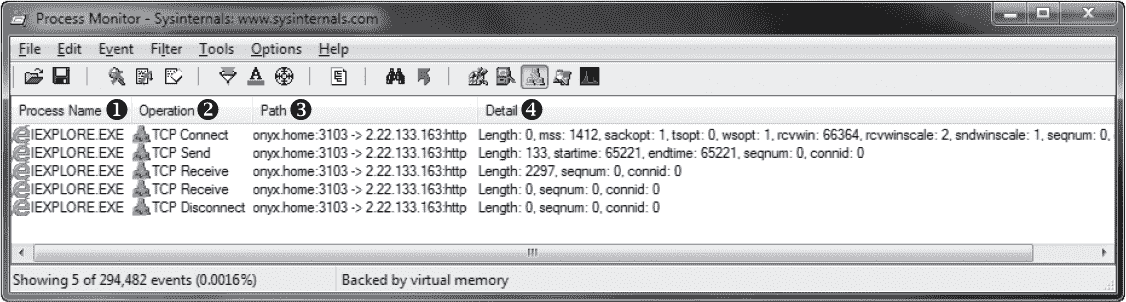 Process Monitor - Sysinternals: www.sysinternals.com
File Edit Event Filter Tools Options Help
Process Name ❶ Operation ❷ Path ❸ Detail ❹
IEXPLORE.EXE TCP Connect onyx.home:3103 -> 2.22.133.163:http Length: 0, mss: 1412, sackopt: 1, tsopt: 0, wsopt: 1, rcvwin: 66364, rcvwinscale: 2, sndwinscale: 1, seqnum: 0,
IEXPLORE.EXE TCP Send onyx.home:3103 -> 2.22.133.163:http Length: 133, startime: 65221, endtime: 65221, seqnum: 0, connid: 0
IEXPLORE.EXE TCP Receive onyx.home:3103 -> 2.22.133.163:http Length: 2297, seqnum: 0, connid: 0
IEXPLORE.EXE TCP Receive onyx.home:3103 -> 2.22.133.163:http Length: 0, seqnum: 0, connid: 0
IEXPLORE.EXE TCP Disconnect onyx.home:3103 -> 2.22.133.163:http Length: 0, seqnum: 0, connid: 0
Showing 5 of 294,482 events (0.0016%) Backed by virtual memory